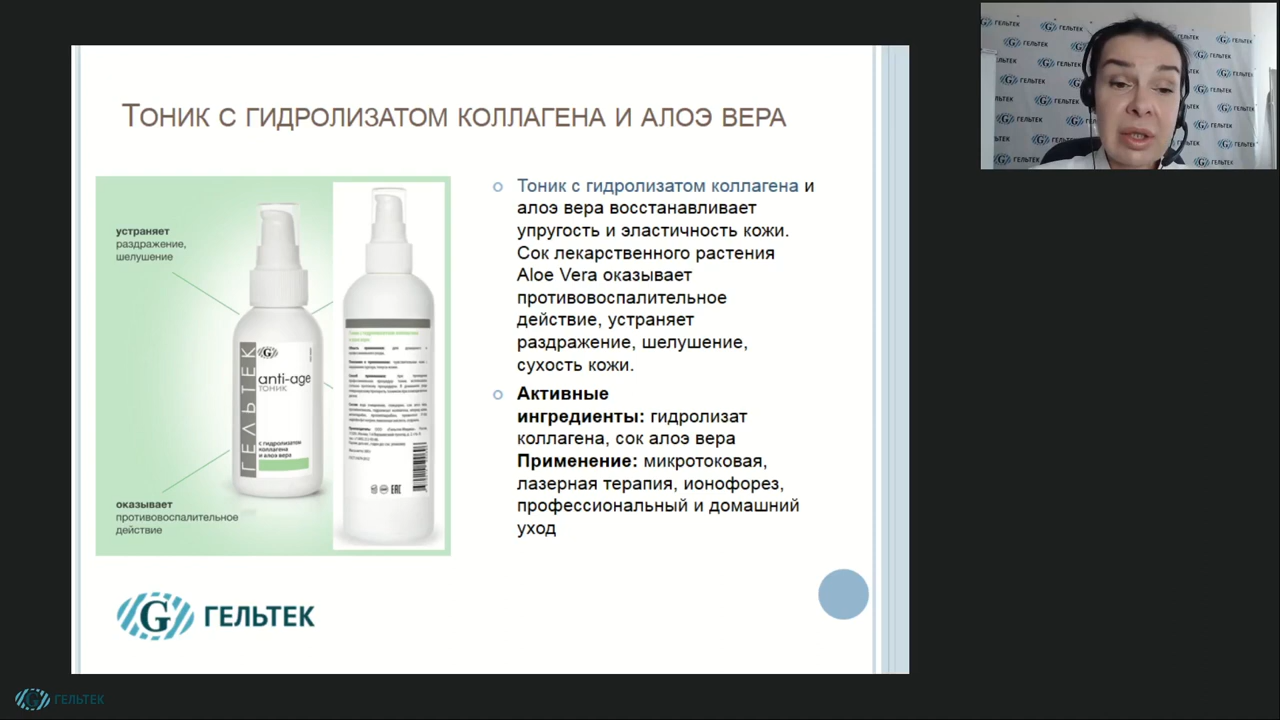 Тоник с гидролизатом коллагена и алоэ вера
устраняет
раздражение,
шелушение
ГЕЛЬТЕК
anti-age
тоник
с гидролизатом
коллагена
и алоэ вера
оказывает
противовоспалительное
действие
Тоник с гидролизатом коллагена и
алоэ вера восстанавливает
упругость и эластичность кожи.
Сок лекарственного растения
Aloe Vera оказывает
противовоспалительное
действие, устраняет
раздражение, шелушение,
сухость кожи.
Активные
ингредиенты: гидролизат
коллагена, сок алоэ вера
Применение: микротоковая,
лазерная терапия, ионофорез,
профессиональный и домашний
уход
G ГЕЛЬТЕК
G ГЕЛЬТЕК